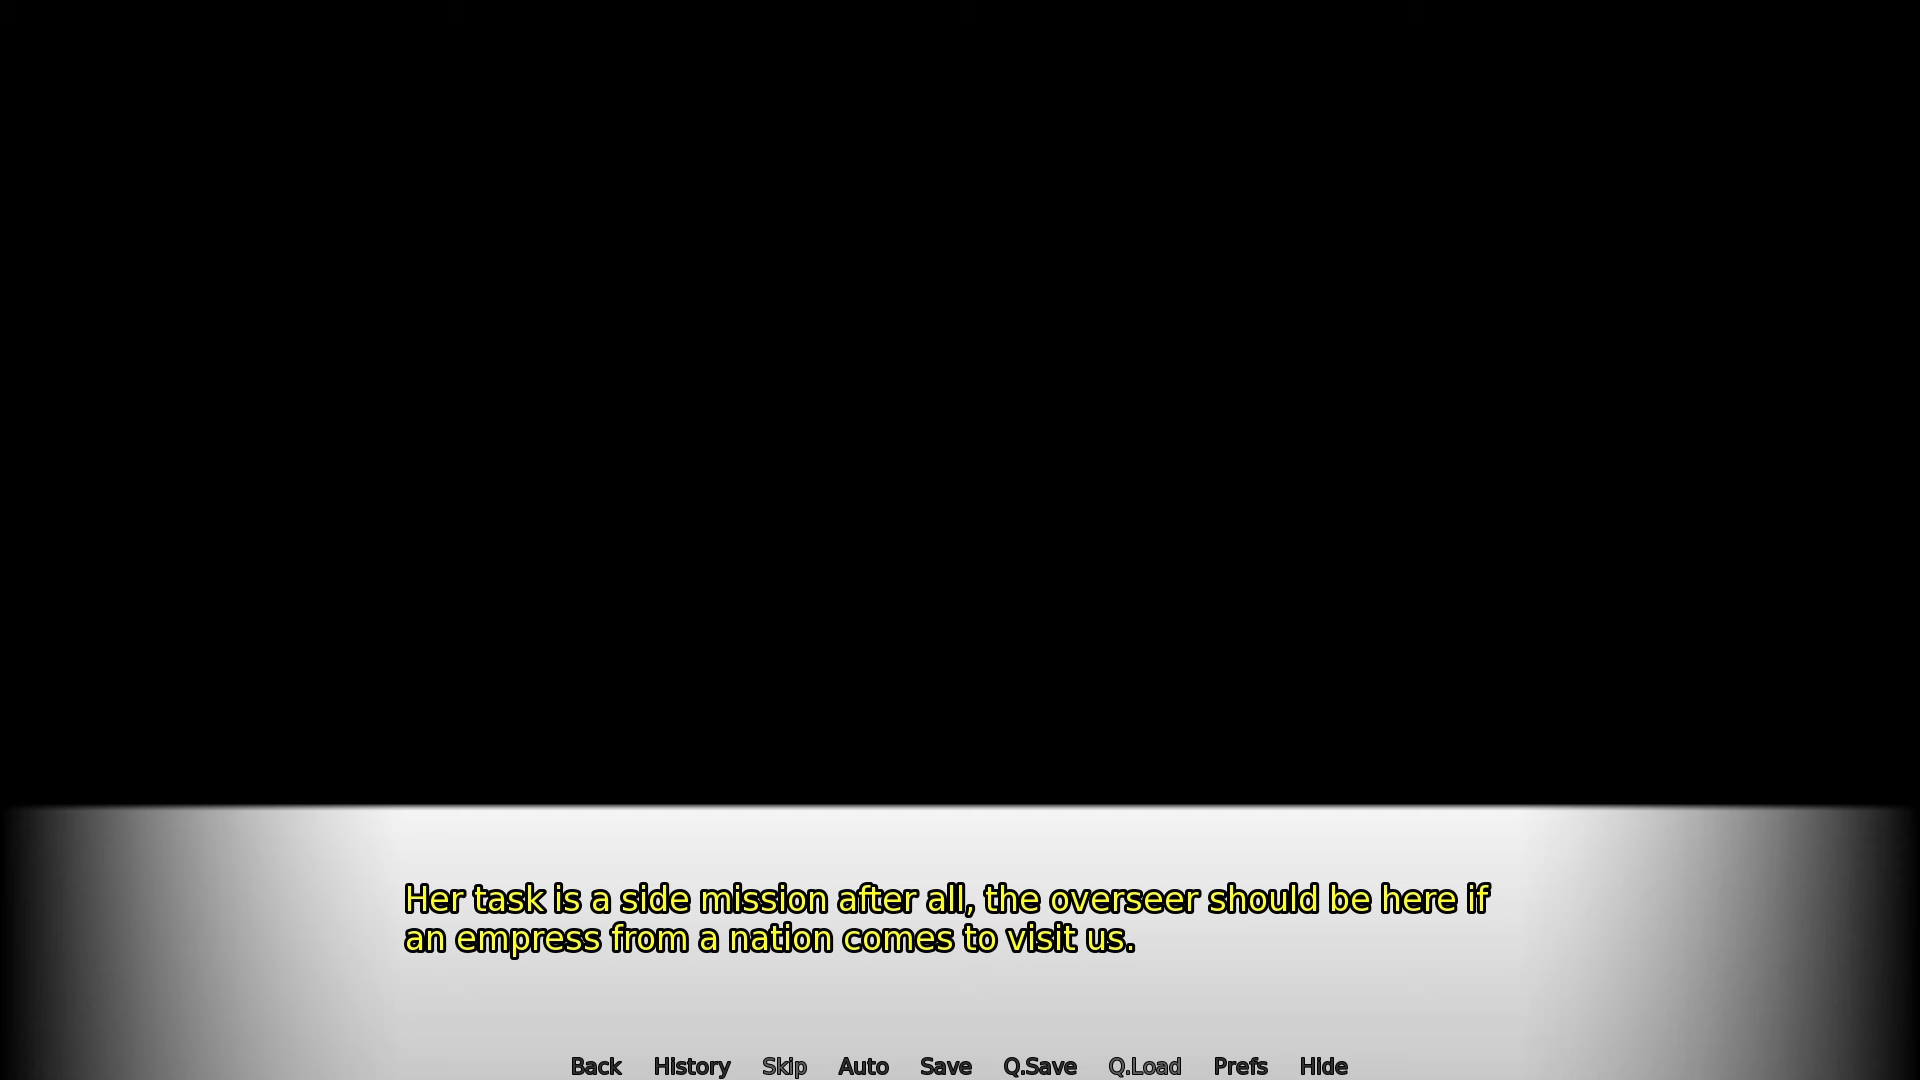 Her task is a side mission after all, the overseer should be here if
an empress from a nation comes to visit us.
Back History Skip Auto Save Q.Save Q.Load Prefs Hide